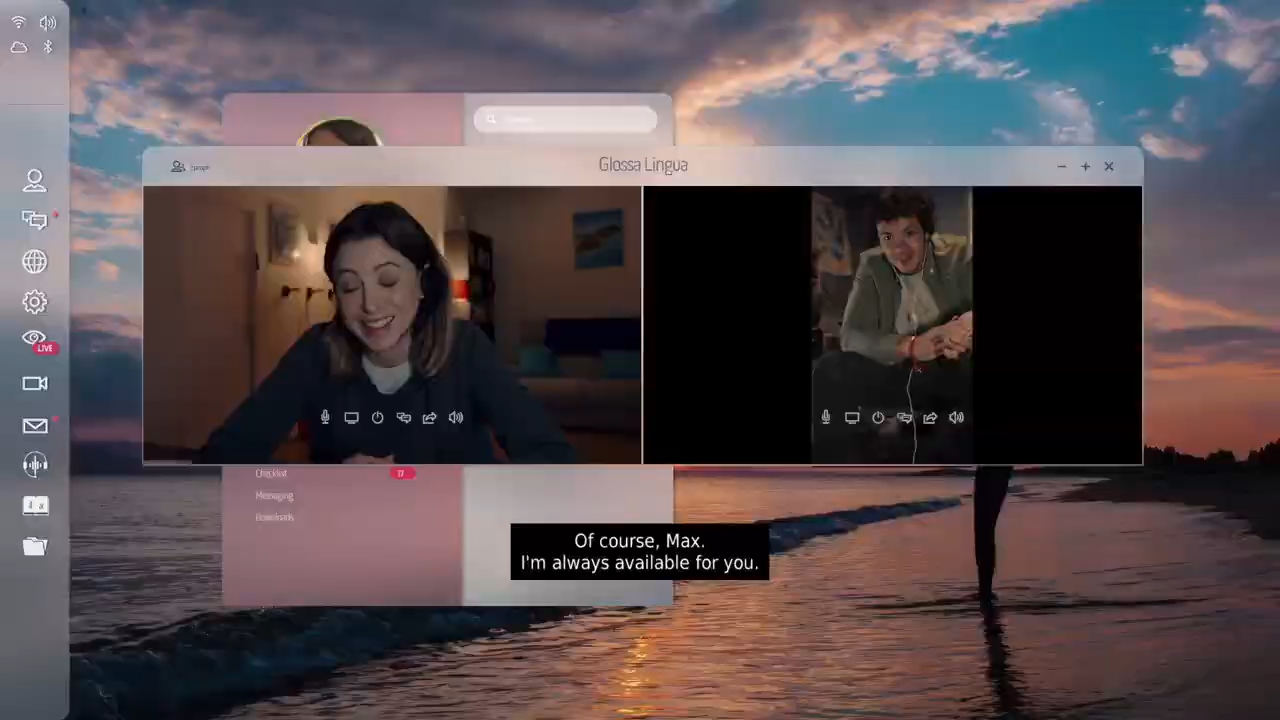 Glossa Lingua
LIVE
Checklist
17
Messaging
Downloads
Of course, Max.
I'm always available for you.